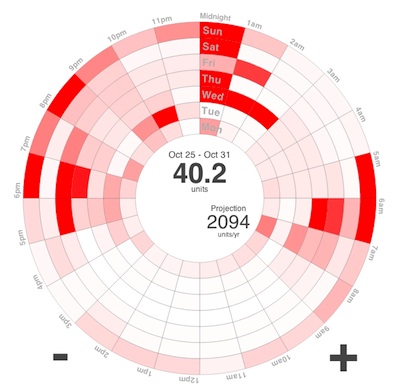 Midnight
1am
2am
3am
4am
5am
6am
7am
8am
9am
10am
11am
12pm
1pm
2pm
3pm
4pm
5pm
6pm
7pm
8pm
9pm
10pm
11pm
Sun
Sat
Fri
Thu
Wed
Tue
Mon
Oct 25 - Oct 31
40.2
units
Projection
2094
units/yr
-
+